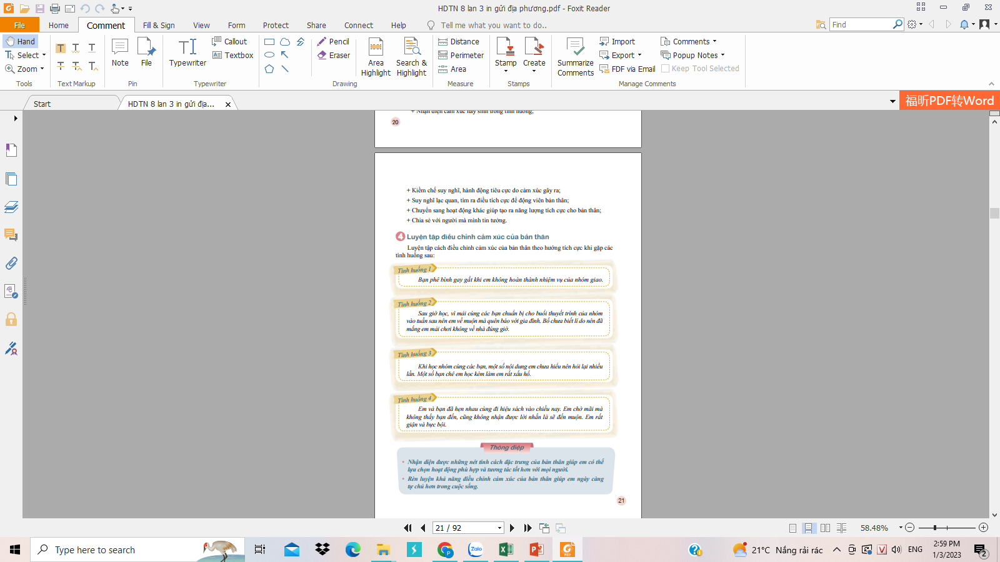 HDTN 8 lan 3 in gửi địa phương.pdf - Foxit Reader
File Home Comment Fill & Sign View Form Protect Share Connect Help Tell me what you want to do.. Find
Hand
Select
Zoom
Tools
Text Markup
Note File
Pin
Typewriter
Callout
Textbox
Typewriter
Pencil
Eraser
Area Highlight
Search & Highlight
Drawing
Distance
Perimeter
Area
Measure
Stamp Create
Stamps
Summarize Comments
Import
Export
FDF via Email
Comments
Popup Notes
Keep Tool Selected
Manage Comments
Start HDTN 8 lan 3 in gửi địa... 福昕PDF转Word
+ Nhận diện cảm xúc nảy sinh trong tình huống;
20
+ Kiềm chế suy nghĩ, hành động tiêu cực do cảm xúc gây ra;
+ Suy nghĩ lạc quan, tìm ra điều tích cực để động viên bản thân;
+ Chuyển sang hoạt động khác giúp tạo ra năng lượng tích cực cho bản thân;
+ Chia sẻ với người mà mình tin tưởng.
4 Luyện tập điều chỉnh cảm xúc của bản thân
Luyện tập cách điều chỉnh cảm xúc của bản thân theo hướng tích cực khi gặp các
tình huống sau:
Tình huống 1
Bạn phê bình gay gắt khi em không hoàn thành nhiệm vụ của nhóm giao.
Tình huống 2
Sau giờ học, vì mải cùng các bạn chuẩn bị cho buổi thuyết trình của nhóm
vào tuần sau nên em về muộn mà quên báo với gia đình. Bố chưa biết lí do nên đã
mắng em mải chơi không về nhà đúng giờ.
Tình huống 3
Khi học nhóm cùng các bạn, một số nội dung em chưa hiểu nên hỏi lại nhiều
lần. Một số bạn chê em học kém làm em rất xấu hổ.
Tình huống 4
Em và bạn đã hẹn nhau cùng đi hiệu sách vào chiều nay. Em chờ mãi mà
không thấy bạn đến, cũng không nhận được lời nhắn là sẽ đến muộn. Em rất
giận và bực bội.
Thông điệp
• Nhận diện được những nét tính cách đặc trưng của bản thân giúp em có thể
lựa chọn hoạt động phù hợp và tương tác tốt hơn với mọi người.
• Rèn luyện khả năng điều chỉnh cảm xúc của bản thân giúp em ngày càng
tự chủ hơn trong cuộc sống.
21
21 / 92
58.48%
Type here to search
21°C Nắng rải rác
ENG
2:59 PM
1/3/2023
2